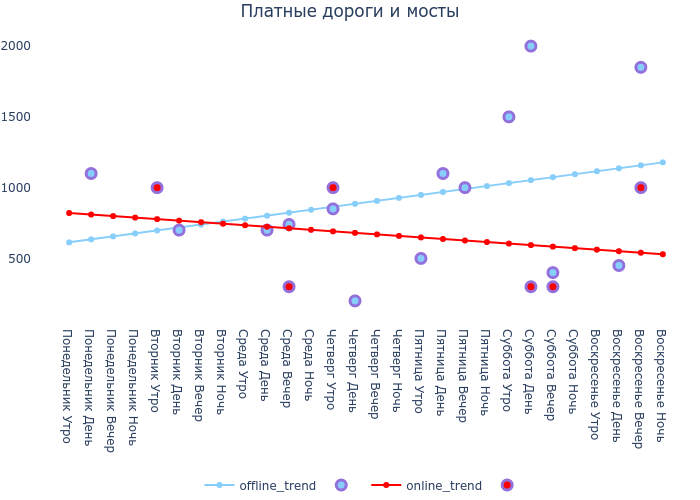 Платные дороги и мосты
2000
1500
1000
500
Понедельник Утро
Понедельник День
Понедельник Вечер
Понедельник Ночь
Вторник Утро
Вторник День
Вторник Вечер
Вторник Ночь
Среда Утро
Среда День
Среда Вечер
Среда Ночь
Четверг Утро
Четверг День
Четверг Вечер
Четверг Ночь
Пятница Утро
Пятница День
Пятница Вечер
Пятница Ночь
Суббота Утро
Суббота День
Суббота Вечер
Суббота Ночь
Воскресенье Утро
Воскресенье День
Воскресенье Вечер
Воскресенье Ночь
offline_trend
online_trend